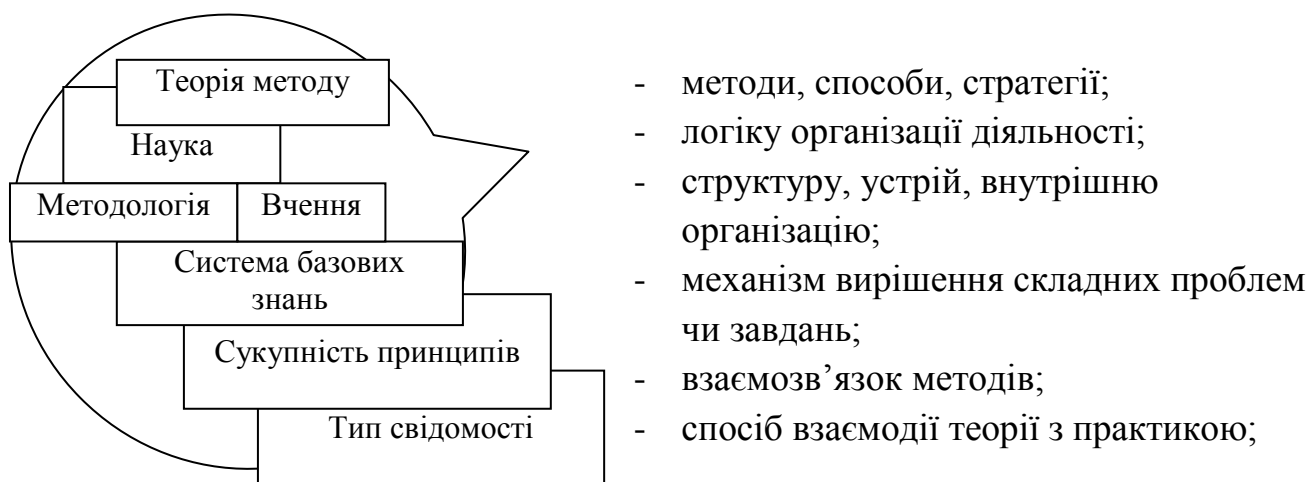 Теорія методу
Наука
Методологія
Вчення
Система базових
знань
Сукупність принципів
Тип свідомості
- методи, способи, стратегії;
- логіку організації діяльності;
- структуру, устрій, внутрішню
організацію;
- механізм вирішення складних проблем
чи завдань;
- взаємозв’язок методів;
- спосіб взаємодії теорії з практикою;